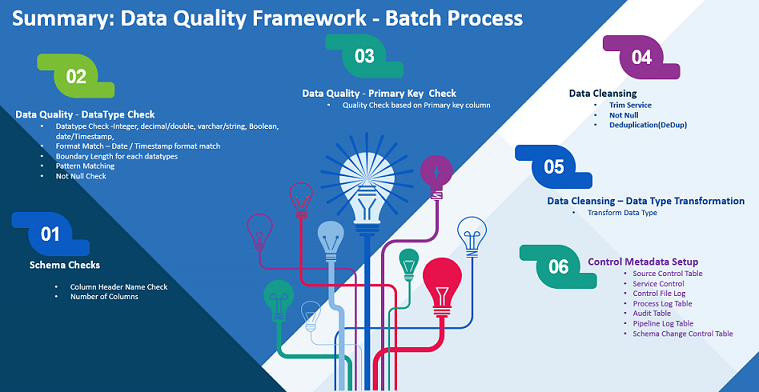 Summary: Data Quality Framework - Batch Process
01
Schema Checks
• Column Header Name Check
• Number of Columns
02
Data Quality - DataType Check
• Datatype Check -Integer, decimal/double, varchar/string, Boolean,
date/Timestamp,
• Format Match – Date / Timestamp format match
• Boundary Length for each datatypes
• Pattern Matching
• Not Null Check
03
Data Quality - Primary Key Check
• Quality Check based on Primary key column
04
Data Cleansing
• Trim Service
• Not Null
• Deduplication(DeDup)
05
Data Cleansing – Data Type Transformation
• Transform Data Type
06
Control Metadata Setup
• Source Control Table
• Service Control
• Control File Log
• Process Log Table
• Audit Table
• Pipeline Log Table
• Schema Change Control Table